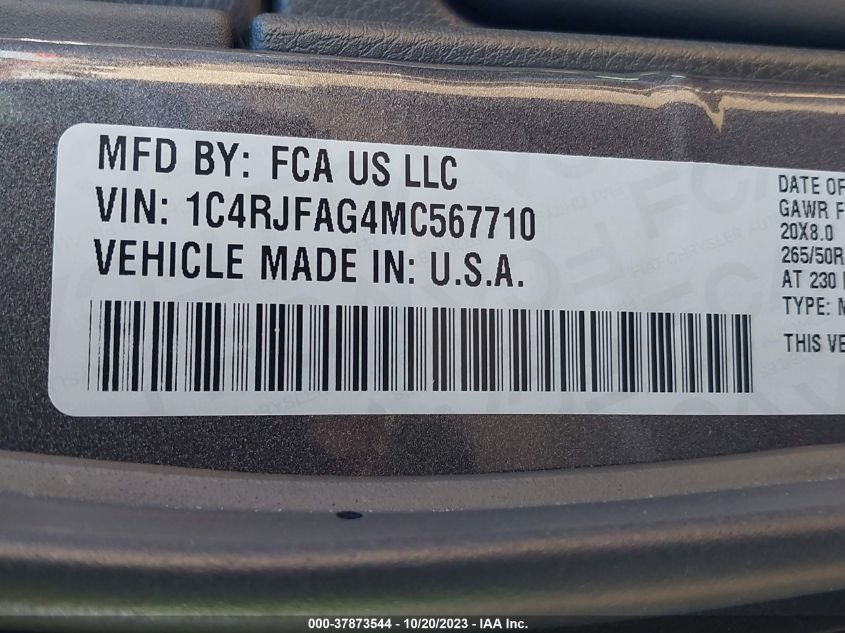 MFD BY: FCA US LLC
VIN: 1C4RJFAG4MC567710
VEHICLE MADE IN: U.S.A.
DATE OF
GAWR F
20X8.0
265/50R
AT 230
TYPE: M
THIS VE
000-37873544 | 10/20/2023 - IAA Inc.